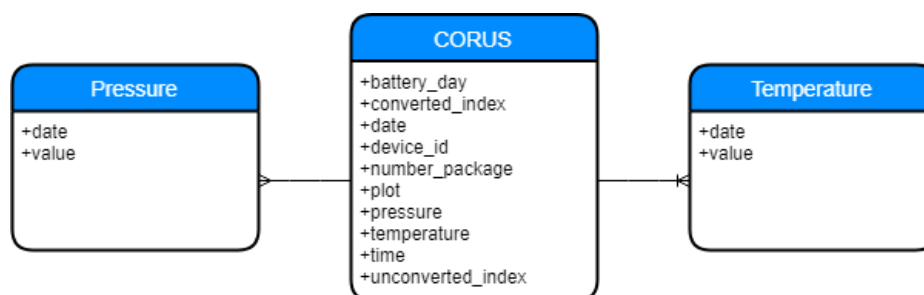 Pressure
+date
+value
CORUS
+battery_day
+converted_index
+date
+device_id
+number_package
+plot
+pressure
+temperature
+time
+unconverted_index
Temperature
+date
+value